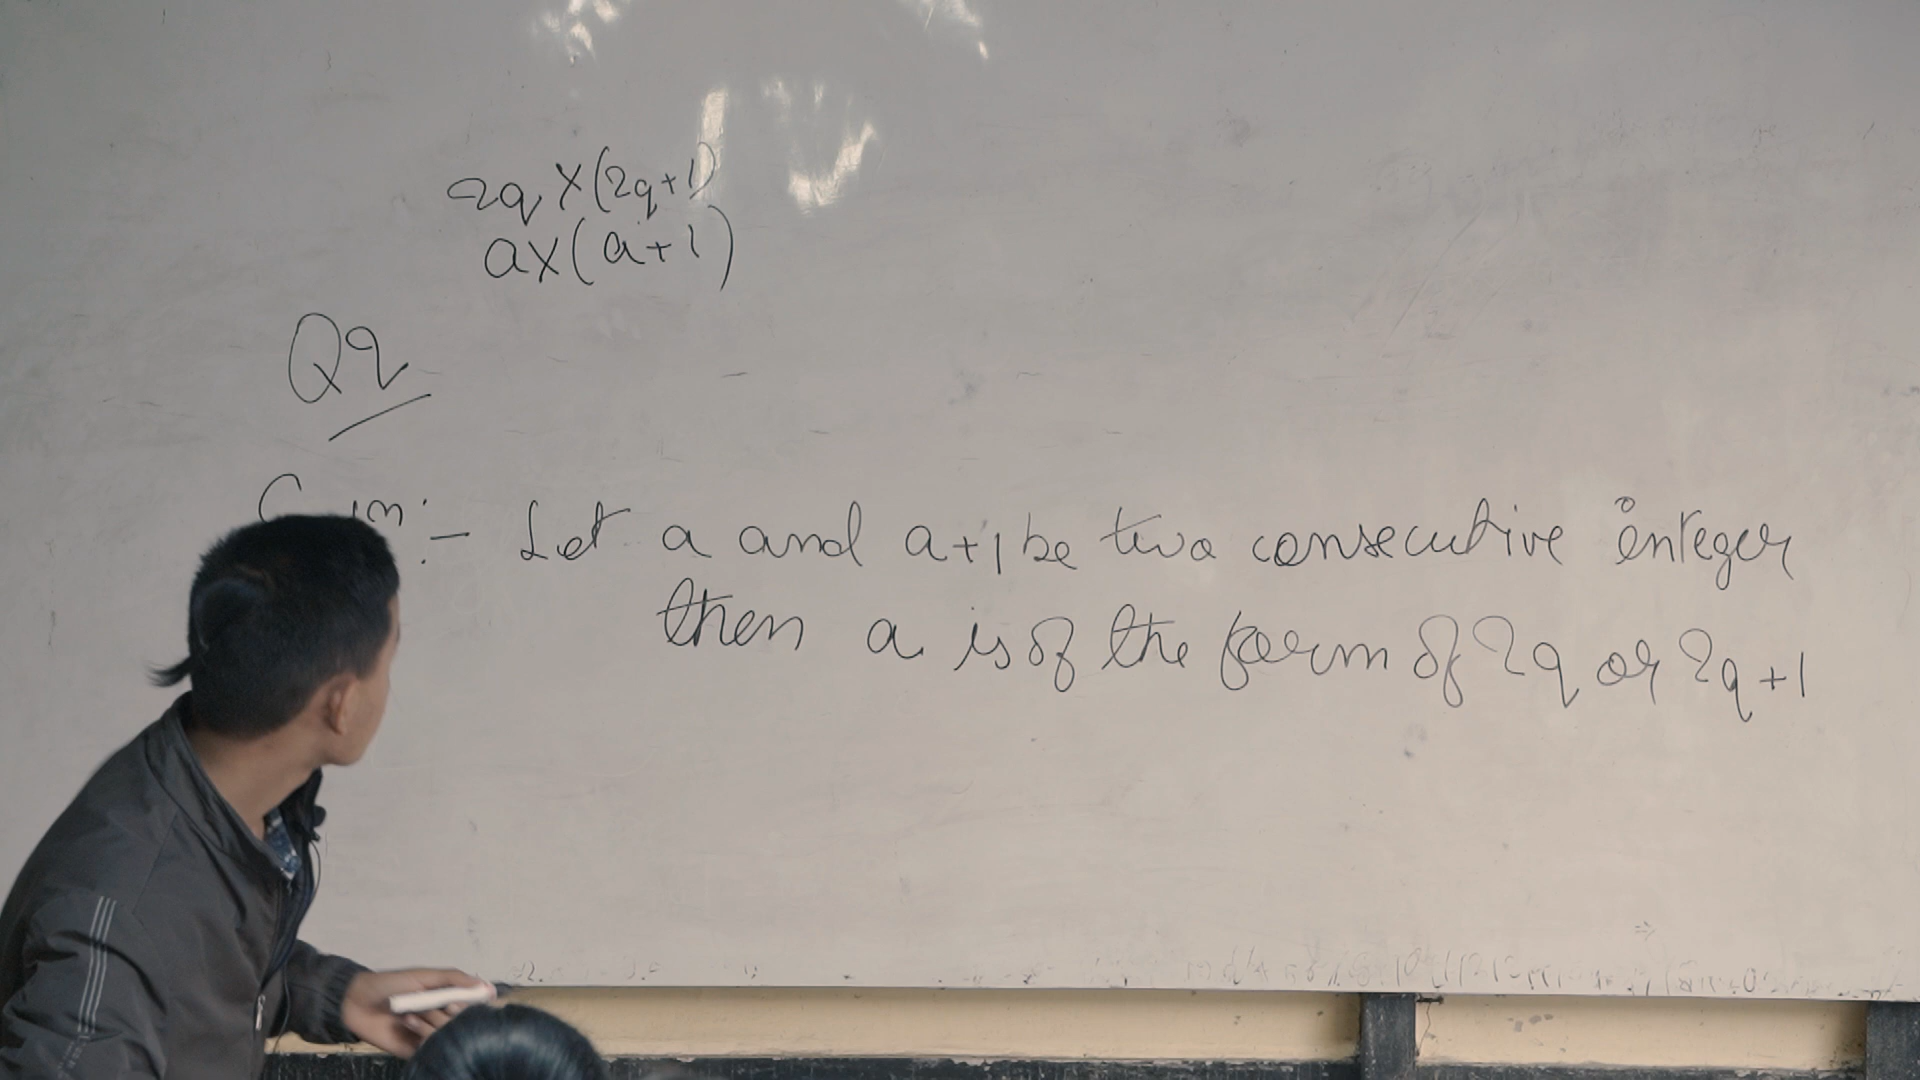 2q X (2q+1)
a X (a+1)
Q2
:- Let a and a+1 be two consecutive integer
then a is of the form of 2q or 2q+1